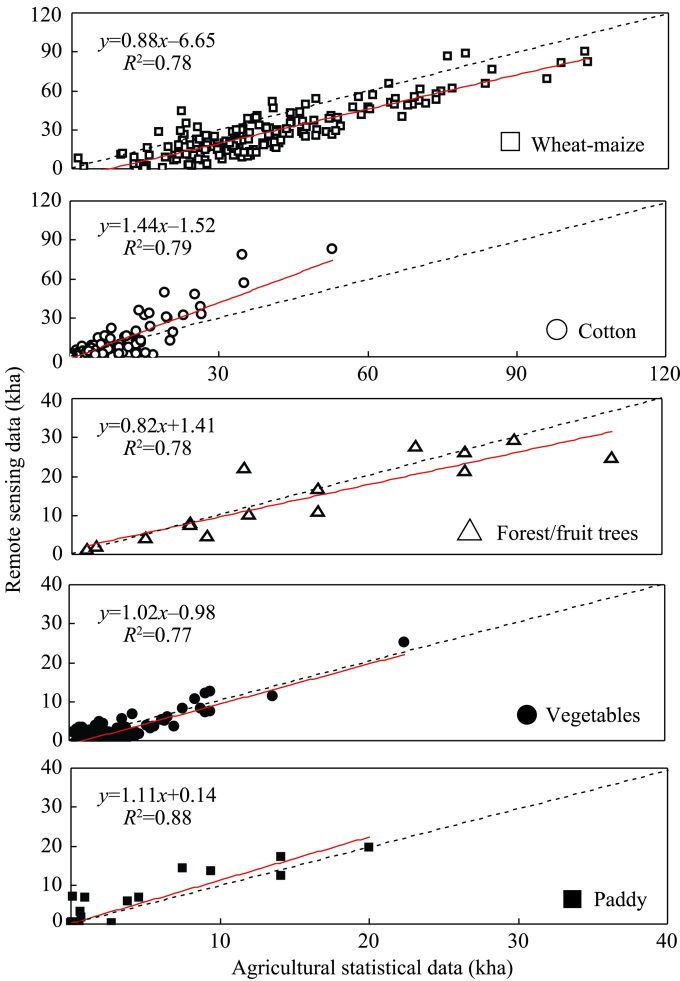 120
y=0.88x–6.65
R²=0.78
90
60
30
Wheat-maize
0
120
y=1.44x–1.52
R²=0.79
90
60
30
Cotton
0
30 60 90 120
Remote sensing data (kha)
40
y=0.82x+1.41
R²=0.78
30
20
10
Forest/fruit trees
0
40
y=1.02x–0.98
R²=0.77
30
20
10
Vegetables
0
40
y=1.11x+0.14
R²=0.88
30
20
10
Paddy
0
10 20 30 40
Agricultural statistical data (kha)